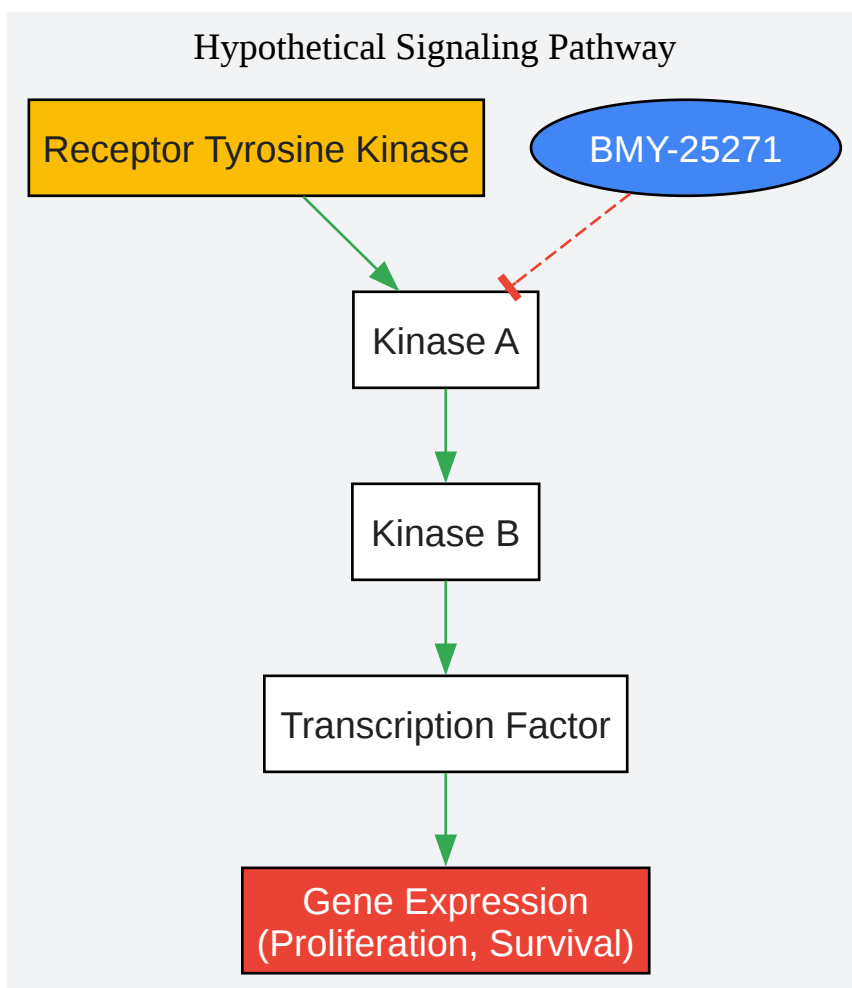 Hypothetical Signaling Pathway
Receptor Tyrosine Kinase
BMY-25271
Kinase A
Kinase B
Transcription Factor
Gene Expression
(Proliferation, Survival)